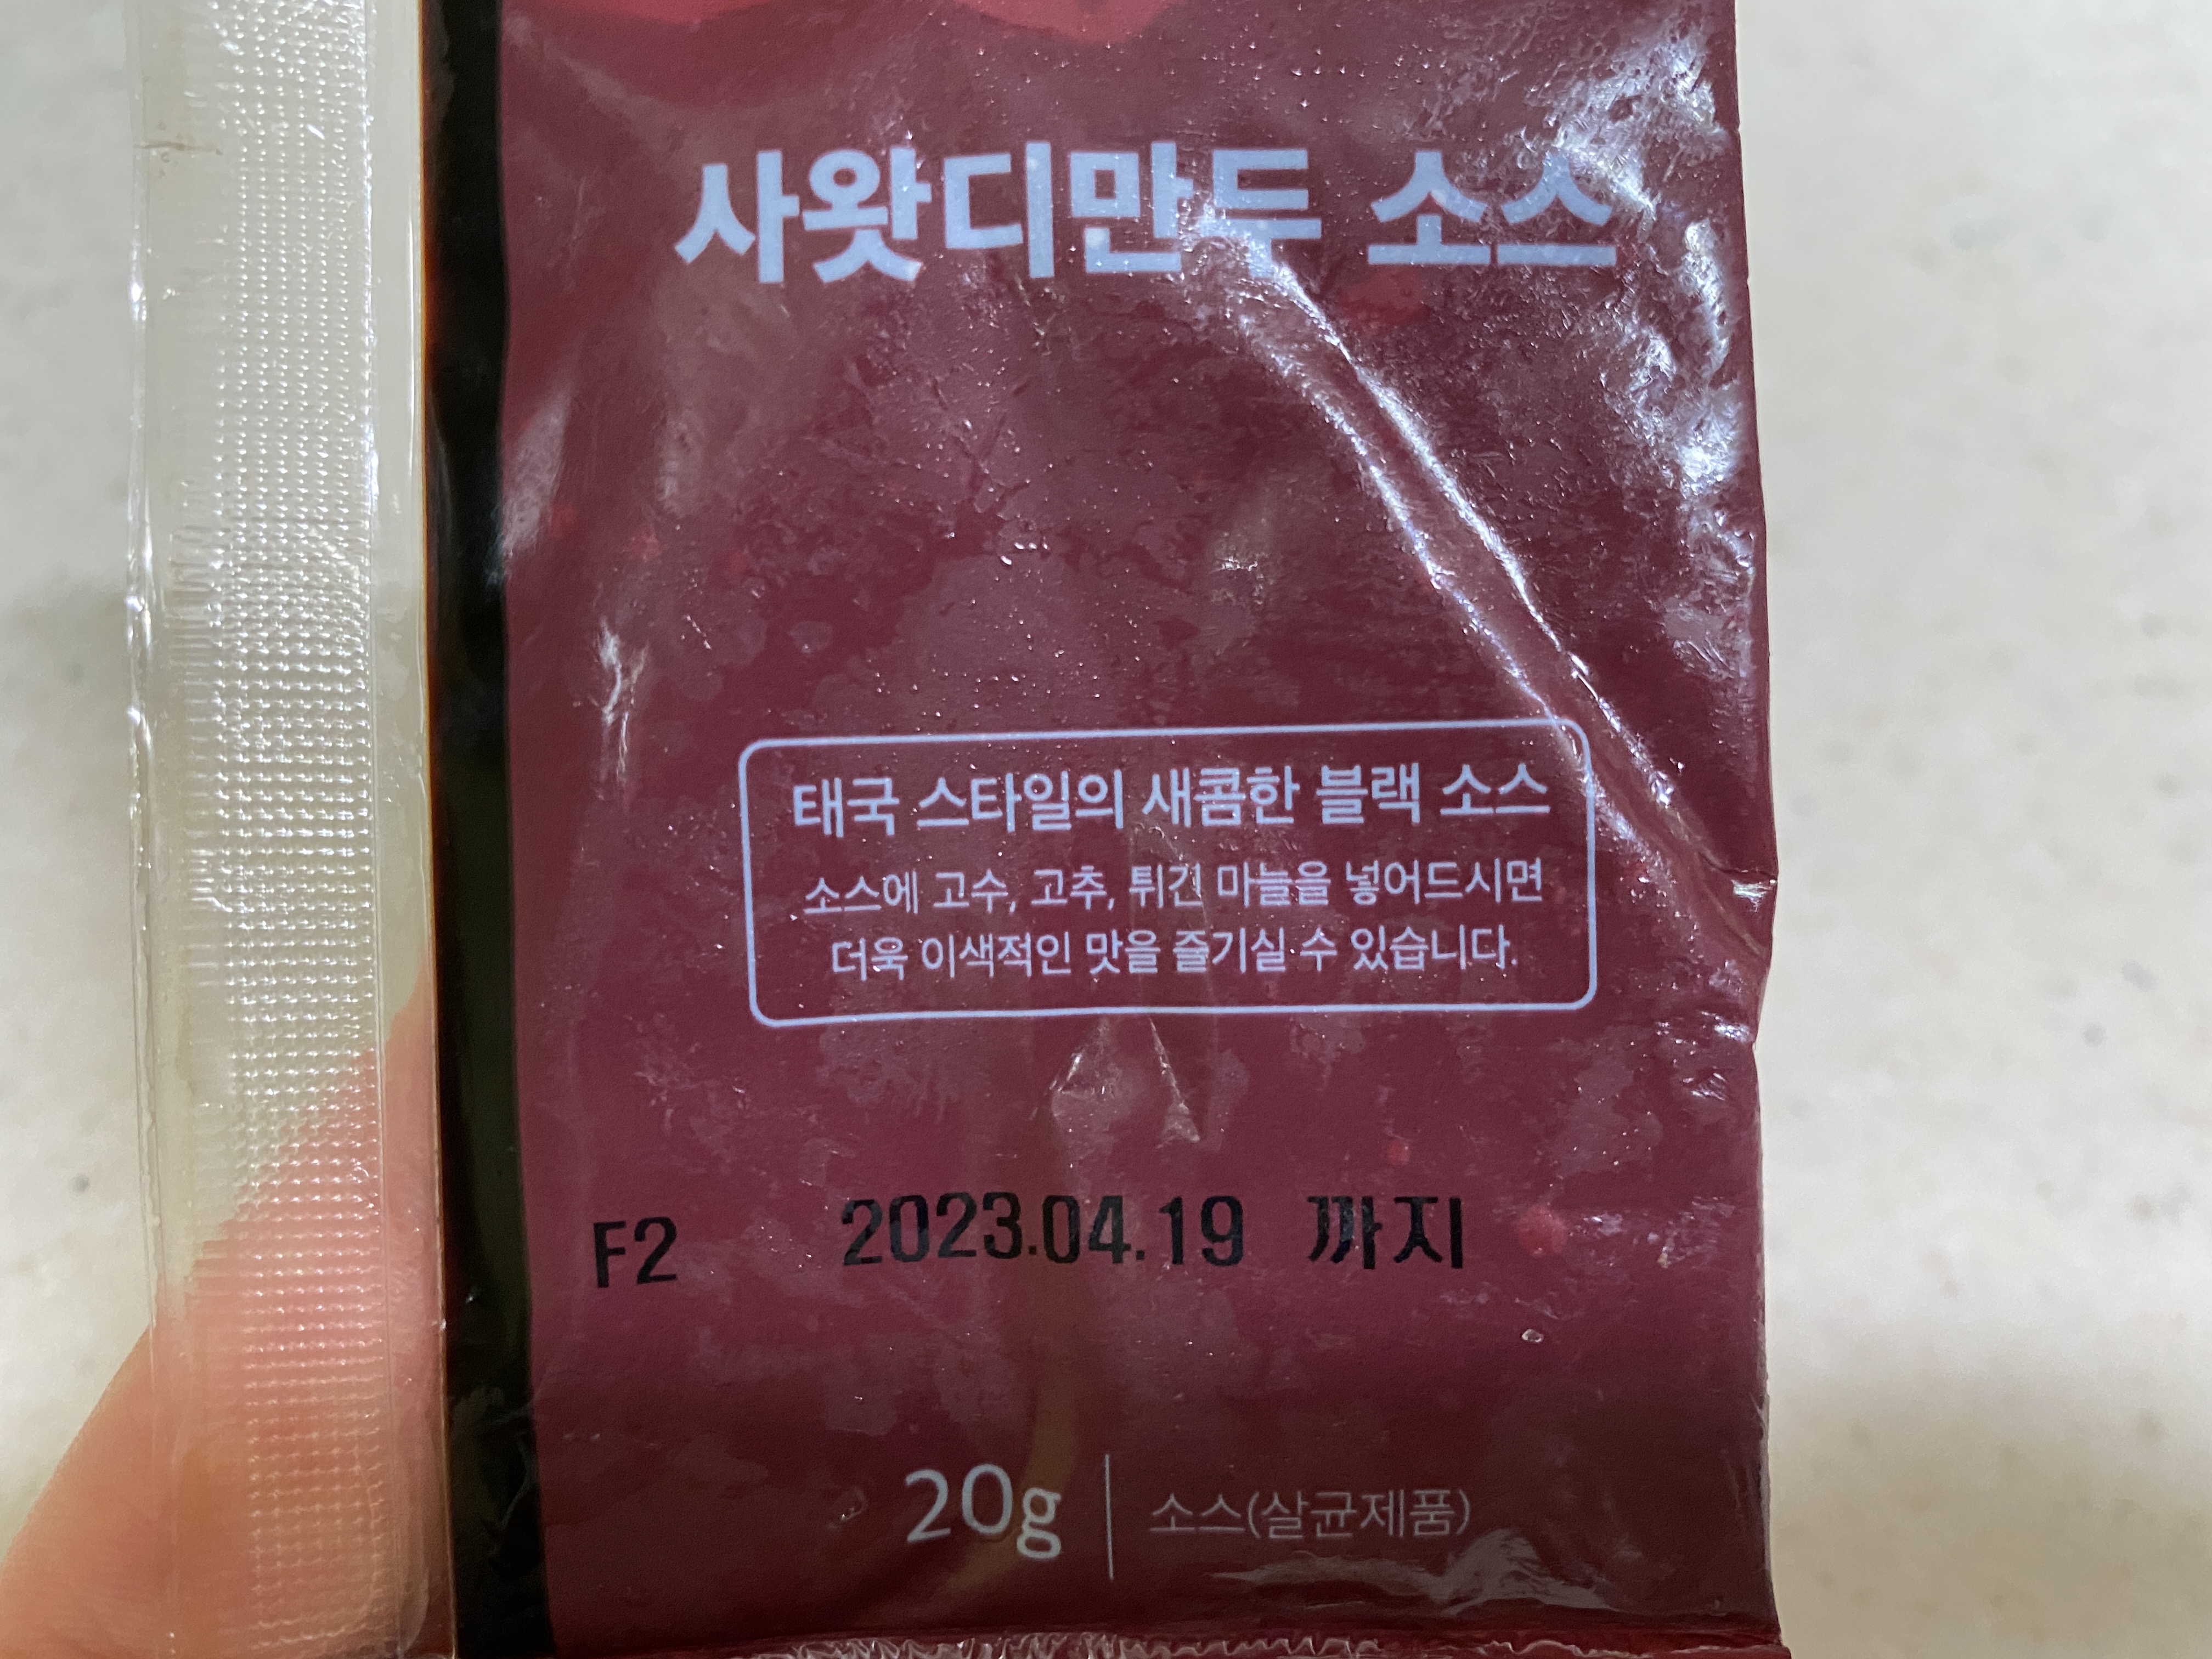 사왓디만두 소스
태국 스타일의 새콤한 블랙 소스
소스에 고수, 고추, 튀긴 마늘을 넣어드시면
더욱 이색적인 맛을 즐기실 수 있습니다.
F2 2023.04.19 까지
20g | 소스(살균제품)